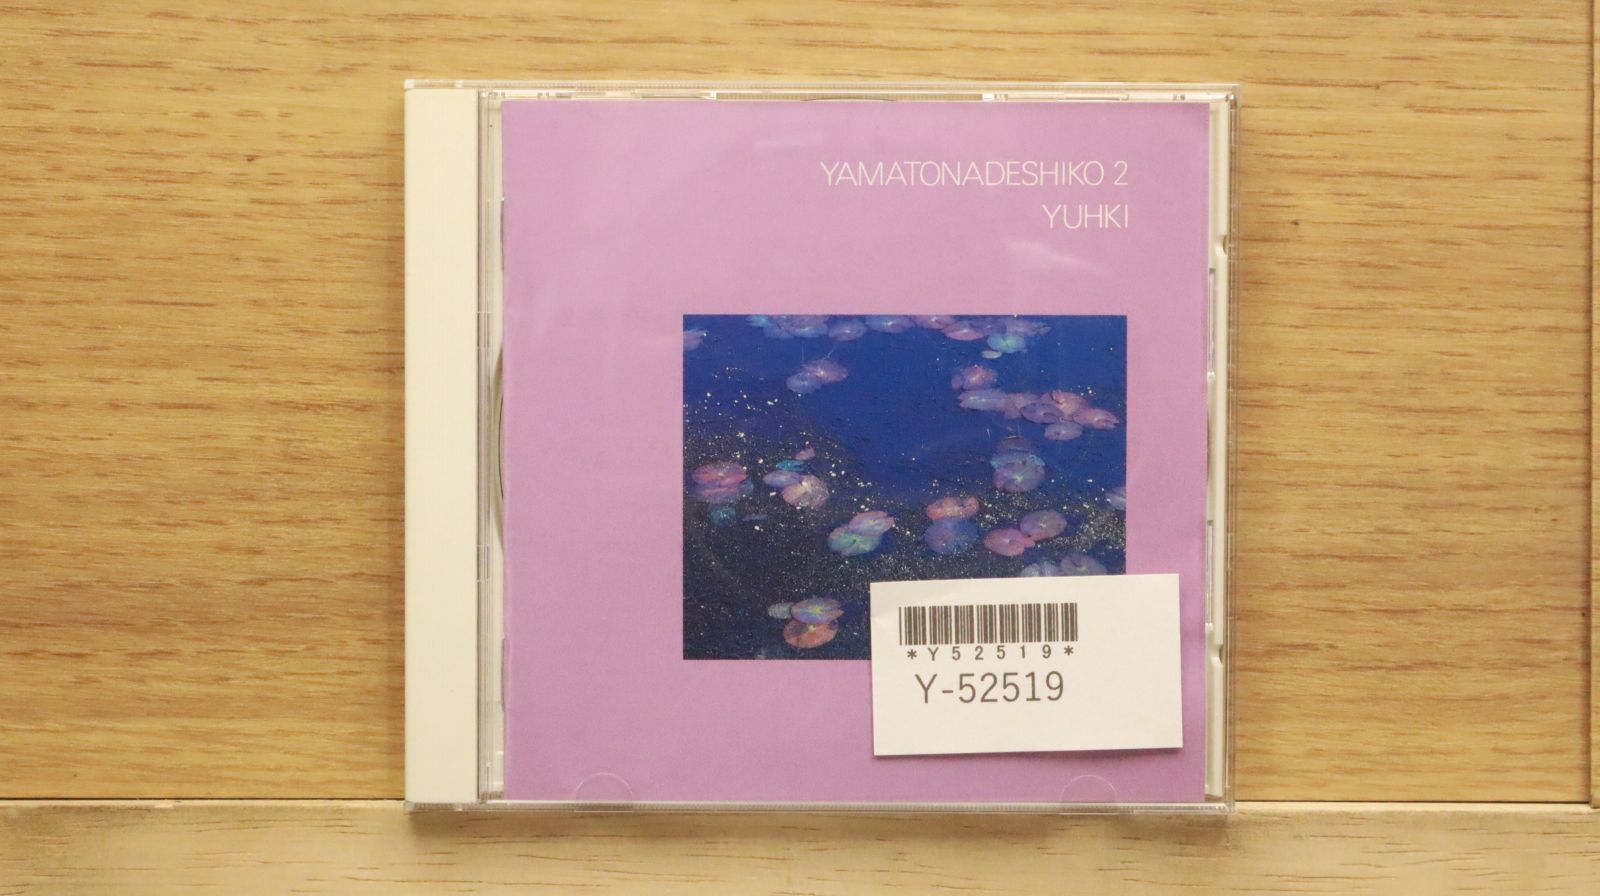 YAMATONADESHIKO 2
YUHKI
*Y52519*
Y-52519